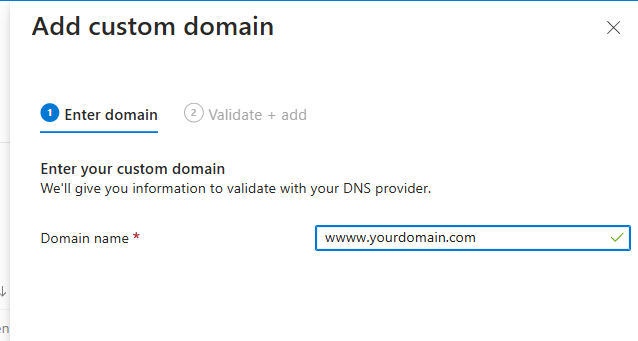 Add custom domain
1 Enter domain 2 Validate + add
Enter your custom domain
We'll give you information to validate with your DNS provider.
Domain name * wwww.yourdomain.com
en